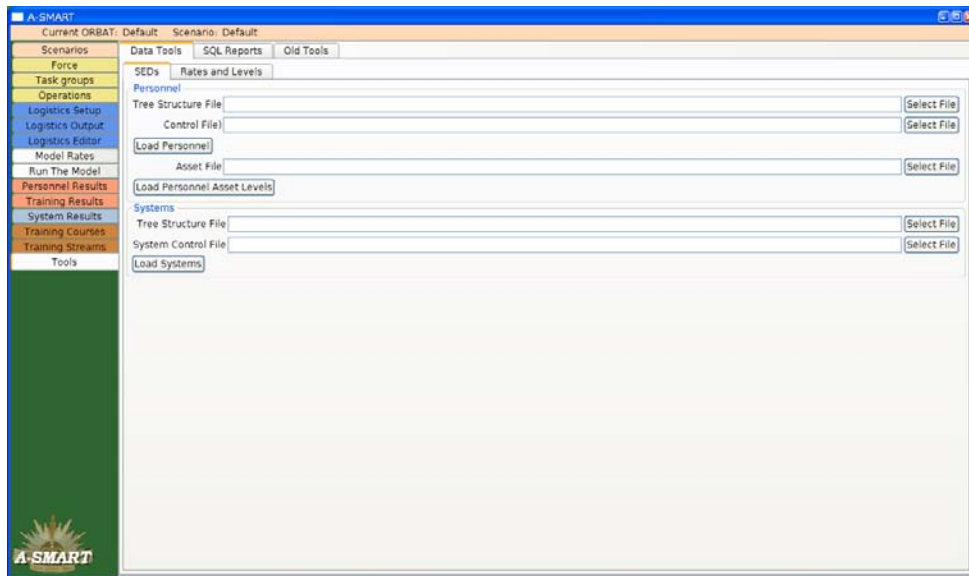 A-SMART
Current ORBAT: Default Scenario: Default
Scenarios
Force
Task groups
Operations
Logistics Setup
Logistics Output
Logistics Editor
Model Rates
Run The Model
Personnel Results
Training Results
System Results
Training Courses
Training Streams
Tools
Data Tools SQL Reports Old Tools
SEDs Rates and Levels
Personnel
Tree Structure File Select File
Control File) Select File
Load Personnel
Asset File Select File
Load Personnel Asset Levels
Systems
Tree Structure File Select File
System Control File Select File
Load Systems
A-SMART